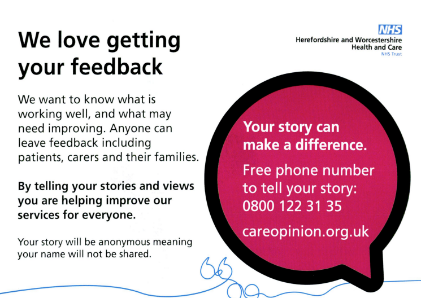 We love getting
your feedback
NHS
Herefordshire and Worcestershire
Health and Care
NHS Trust
We want to know what is
working well, and what may
need improving. Anyone can
leave feedback including
patients, carers and their families.
By telling your stories and views
you are helping improve our
services for everyone.
Your story will be anonymous meaning
your name will not be shared.
Your story can
make a difference.
Free phone number
to tell your story:
0800 122 31 35
careopinion.org.uk